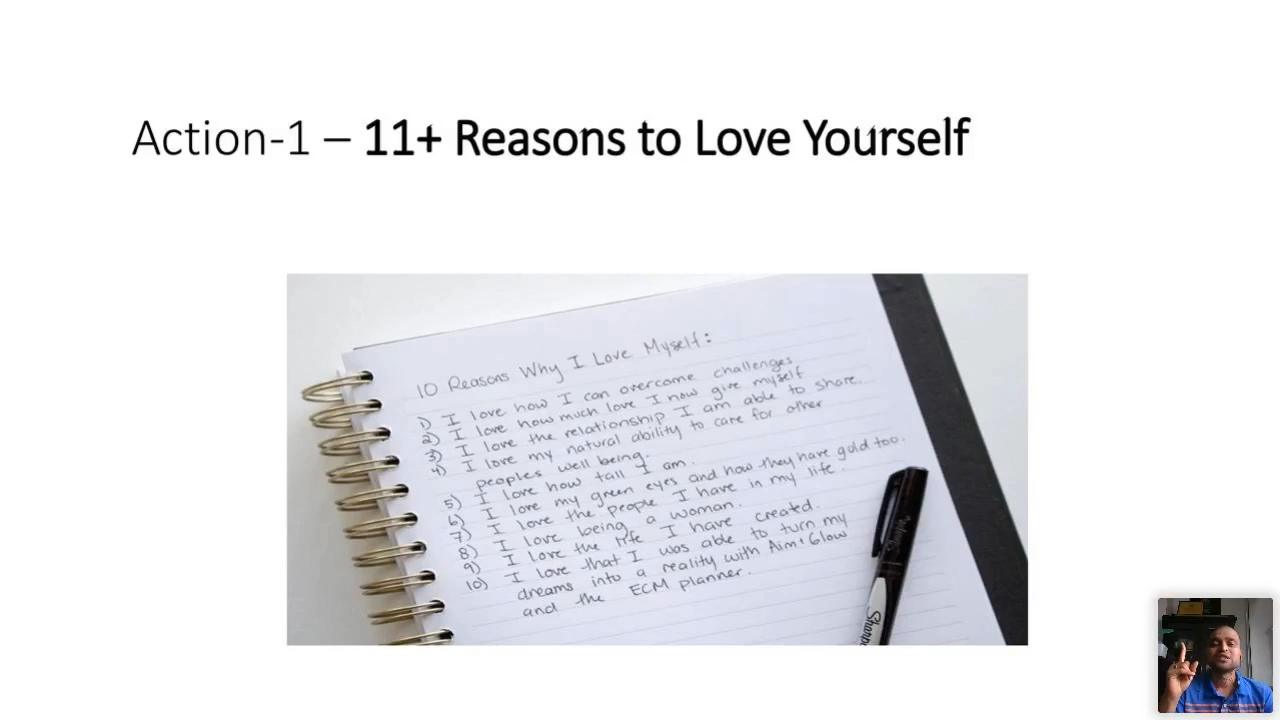 Action-1 – 11+ Reasons to Love Yourself
10 Reasons Why I Love Myself:
1) I love how I can overcome challenges
2) I love how much love I now give myself
3) I love the relationship I am able to share.
4) I love my natural ability to care for other
peoples well being.
5) I love how tall I am.
6) I love my green eyes and how they have gold too.
7) I love the people I have in my life.
8) I love being a woman.
9) I love the life I have created.
10) I love that I was able to turn my
dreams into a reality with Aim + Glow
and the ECM planner.